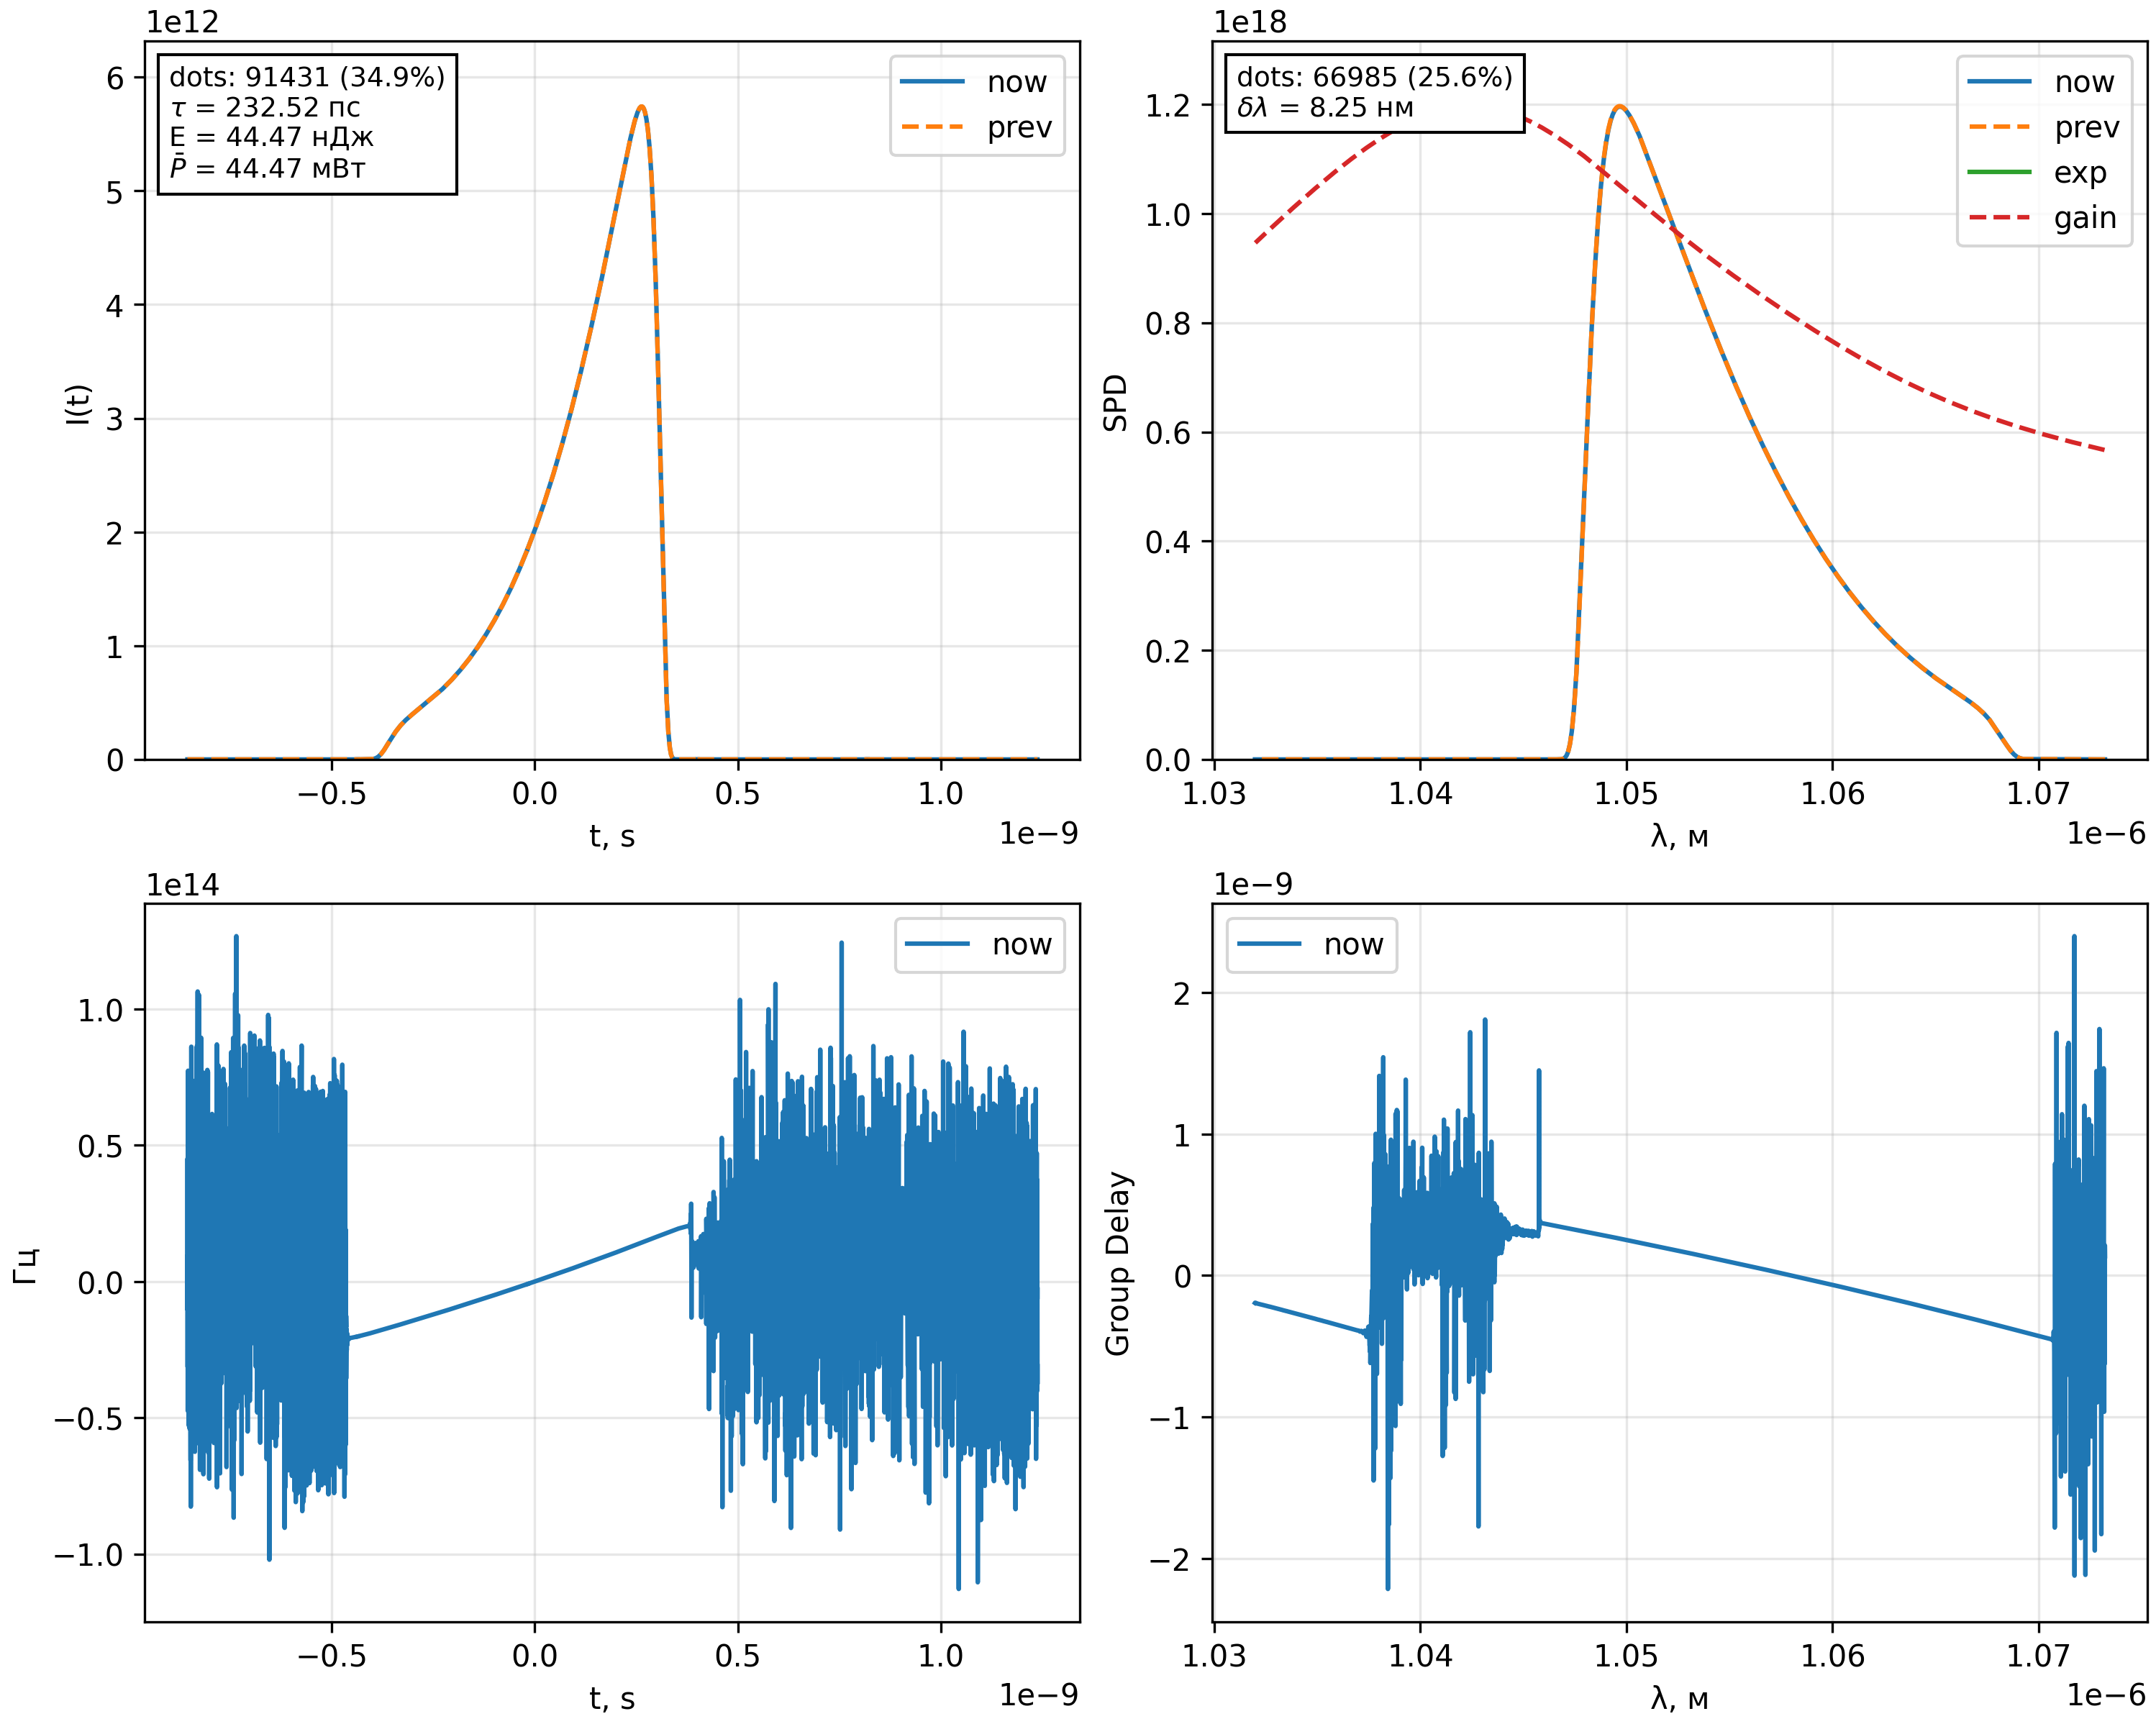 1e12
I(t)
6
5
4
3
2
1
0
dots: 91431 (34.9%)
τ = 232.52 пс
E = 44.47 нДж
P̄ = 44.47 мВт
now
prev
−0.5
0.0
0.5
1.0
t, s
1e−9
1e18
SPD
1.2
1.0
0.8
0.6
0.4
0.2
0.0
dots: 66985 (25.6%)
δλ = 8.25 нм
now
prev
exp
gain
1.03
1.04
1.05
1.06
1.07
λ, м
1e−6
1e14
Гц
1.0
0.5
0.0
−0.5
−1.0
now
−0.5
0.0
0.5
1.0
t, s
1e−9
1e−9
Group Delay
2
1
0
−1
−2
now
1.03
1.04
1.05
1.06
1.07
λ, м
1e−6